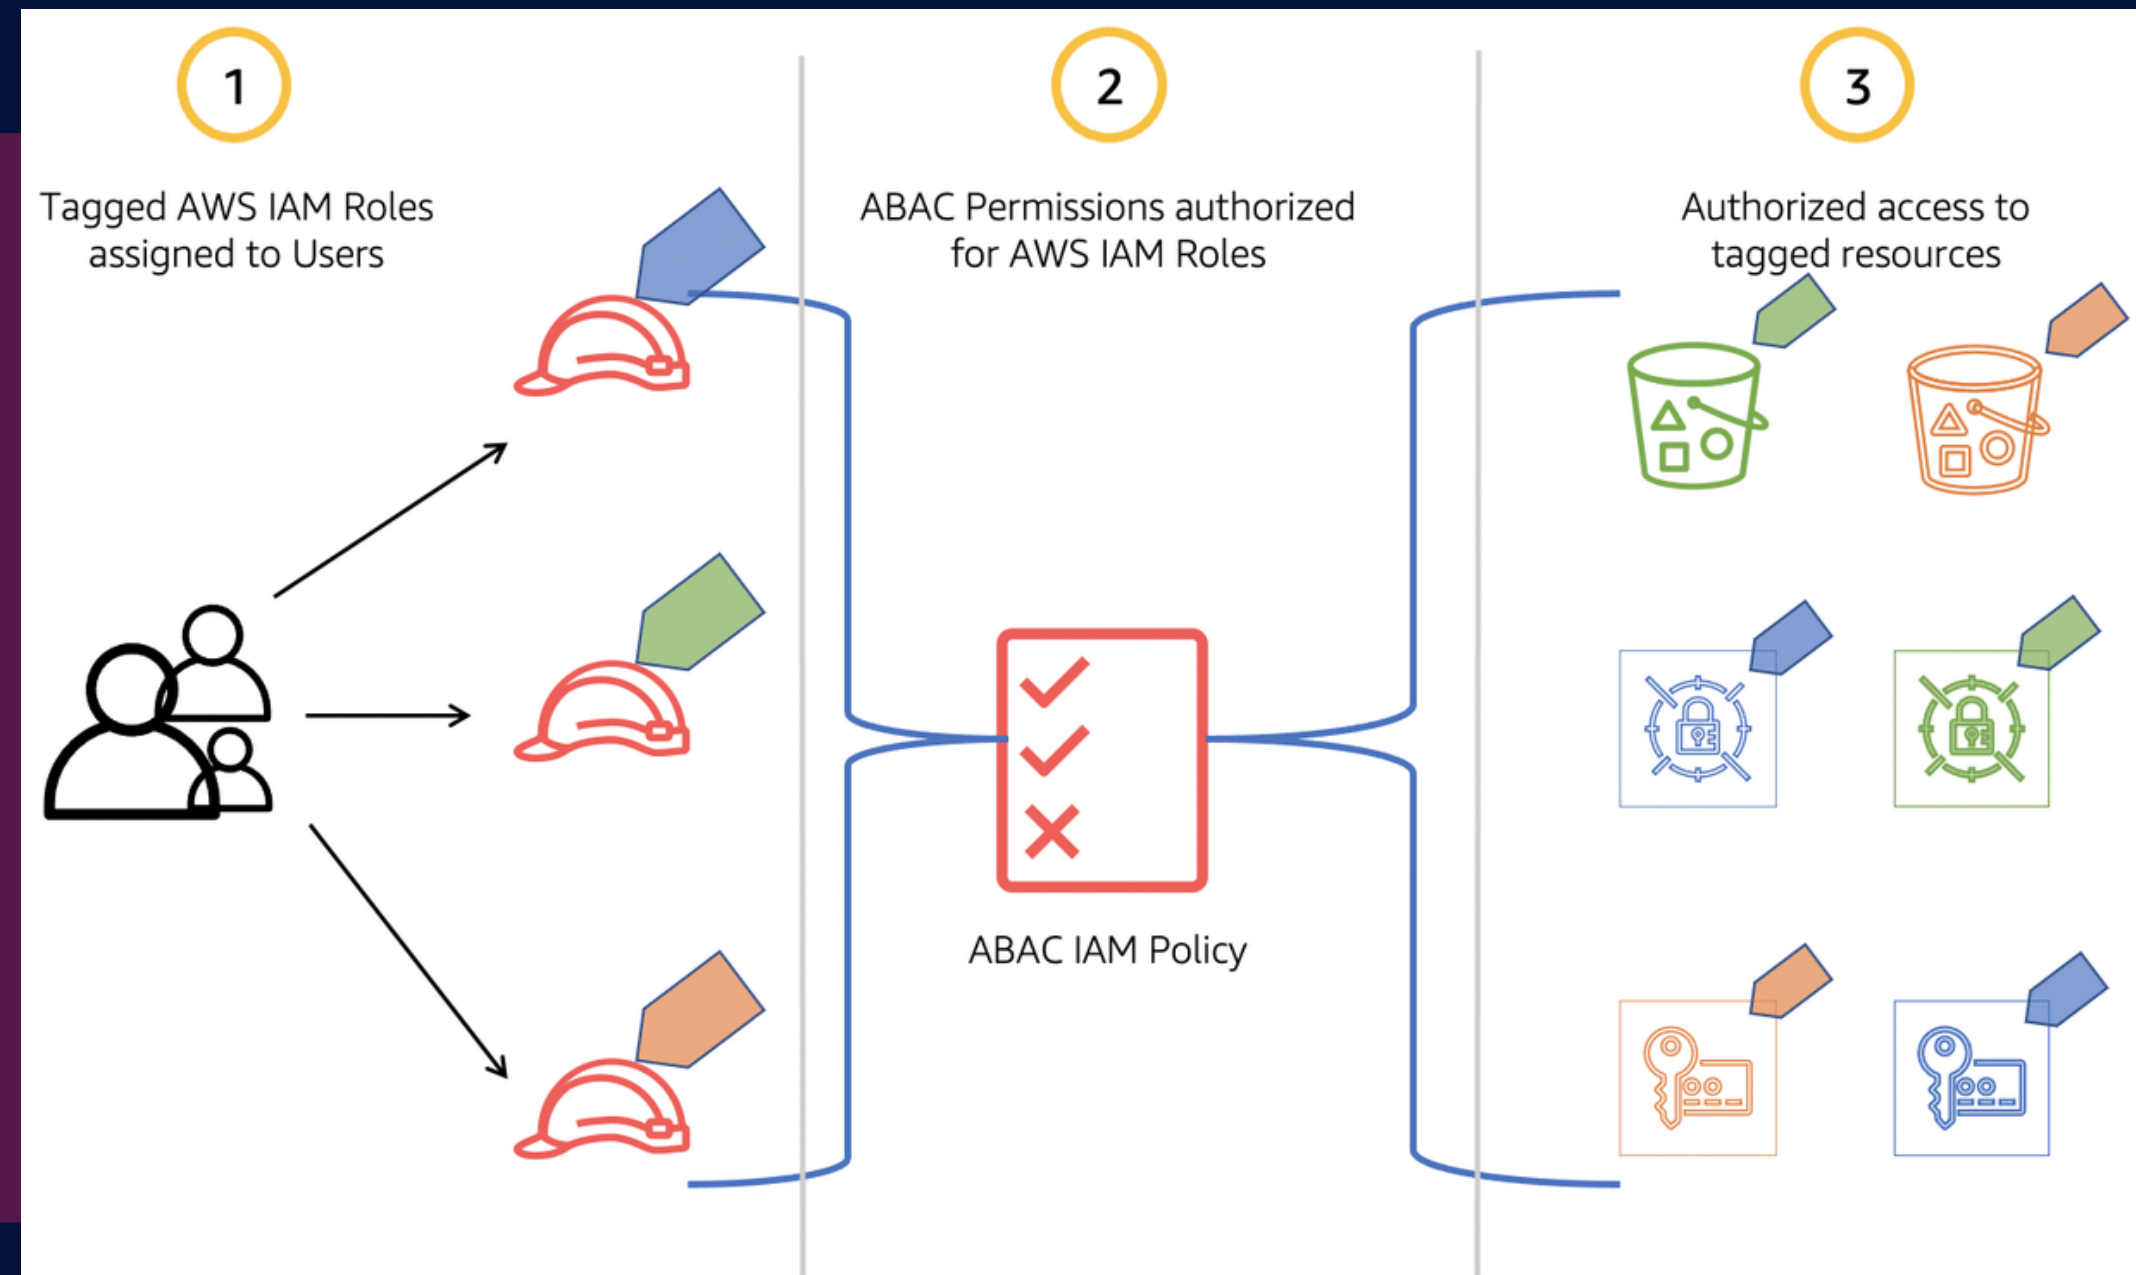 1
Tagged AWS IAM Roles
assigned to Users
2
ABAC Permissions authorized
for AWS IAM Roles
ABAC IAM Policy
3
Authorized access to
tagged resources